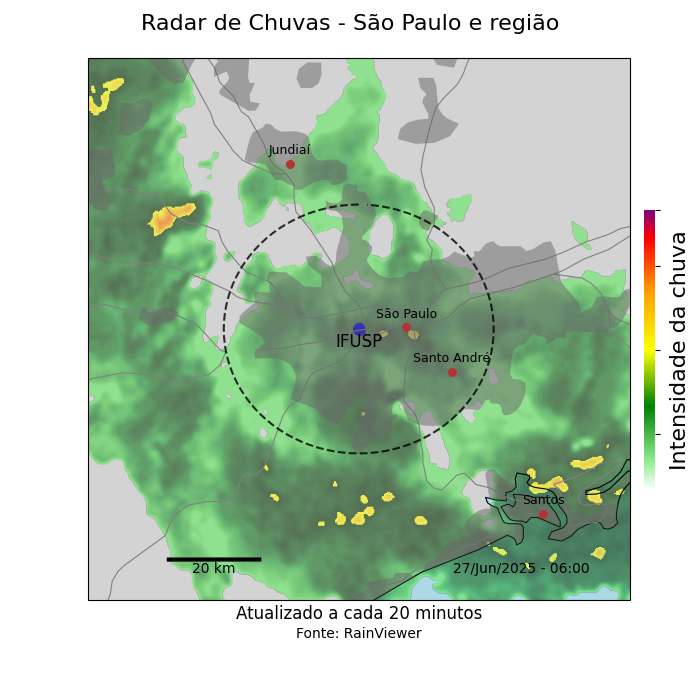 Radar de Chuvas - São Paulo e região
Jundiaí
São Paulo
IFUSP
Santo André
Santos
20 km
27/Jun/2025 - 06:00
Intensidade da chuva
Atualizado a cada 20 minutos
Fonte: RainViewer